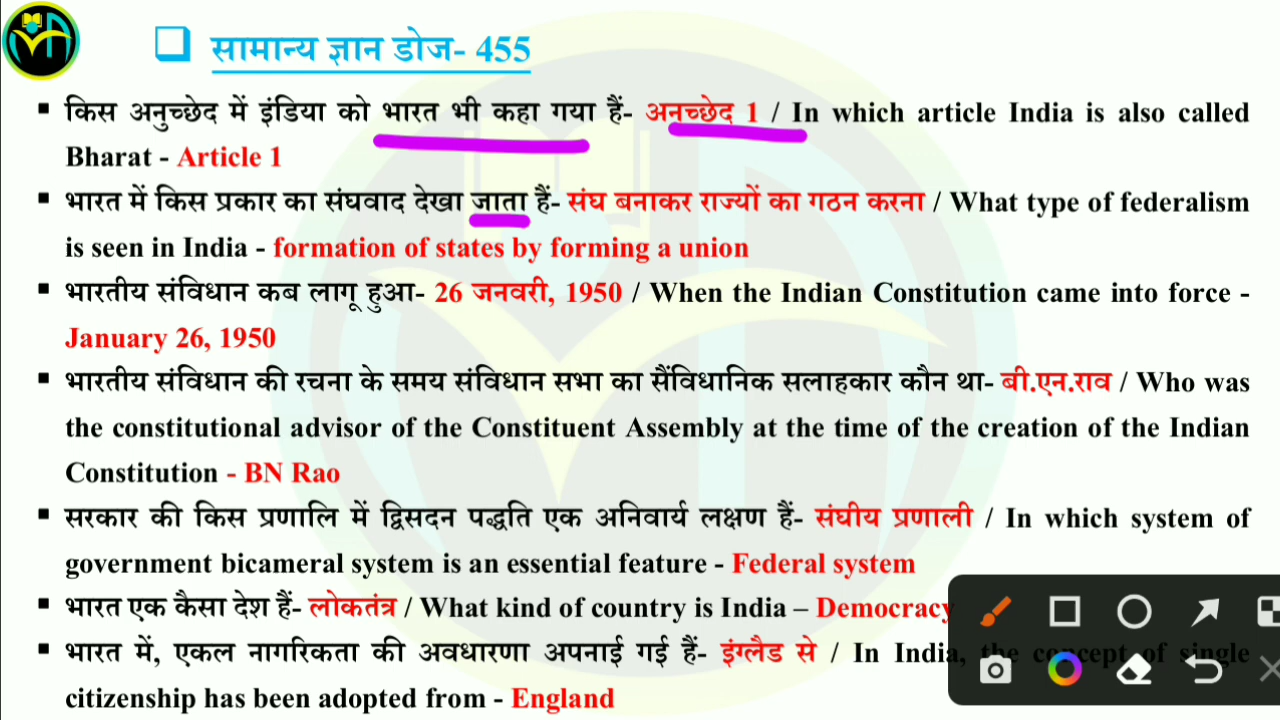 सामान्य ज्ञान डोज- 455
किस अनुच्छेद में इंडिया को भारत भी कहा गया हैं- अनच्छेद 1 / In which article India is also called
Bharat - Article 1
भारत में किस प्रकार का संघवाद देखा जाता हैं- संघ बनाकर राज्यों का गठन करना / What type of federalism
is seen in India - formation of states by forming a union
भारतीय संविधान कब लागू हुआ- 26 जनवरी, 1950 / When the Indian Constitution came into force -
January 26, 1950
भारतीय संविधान की रचना के समय संविधान सभा का सैंविधानिक सलाहकार कौन था- बी.एन.राव / Who was
the constitutional advisor of the Constituent Assembly at the time of the creation of the Indian
Constitution - BN Rao
सरकार की किस प्रणालि में द्विसदन पद्धति एक अनिवार्य लक्षण हैं- संघीय प्रणाली / In which system of
government bicameral system is an essential feature - Federal system
भारत एक कैसा देश हैं- लोकतंत्र / What kind of country is India – Democracy
भारत में, एकल नागरिकता की अवधारणा अपनाई गई हैं- इंग्लैड से / In India, the concept of single
citizenship has been adopted from - England